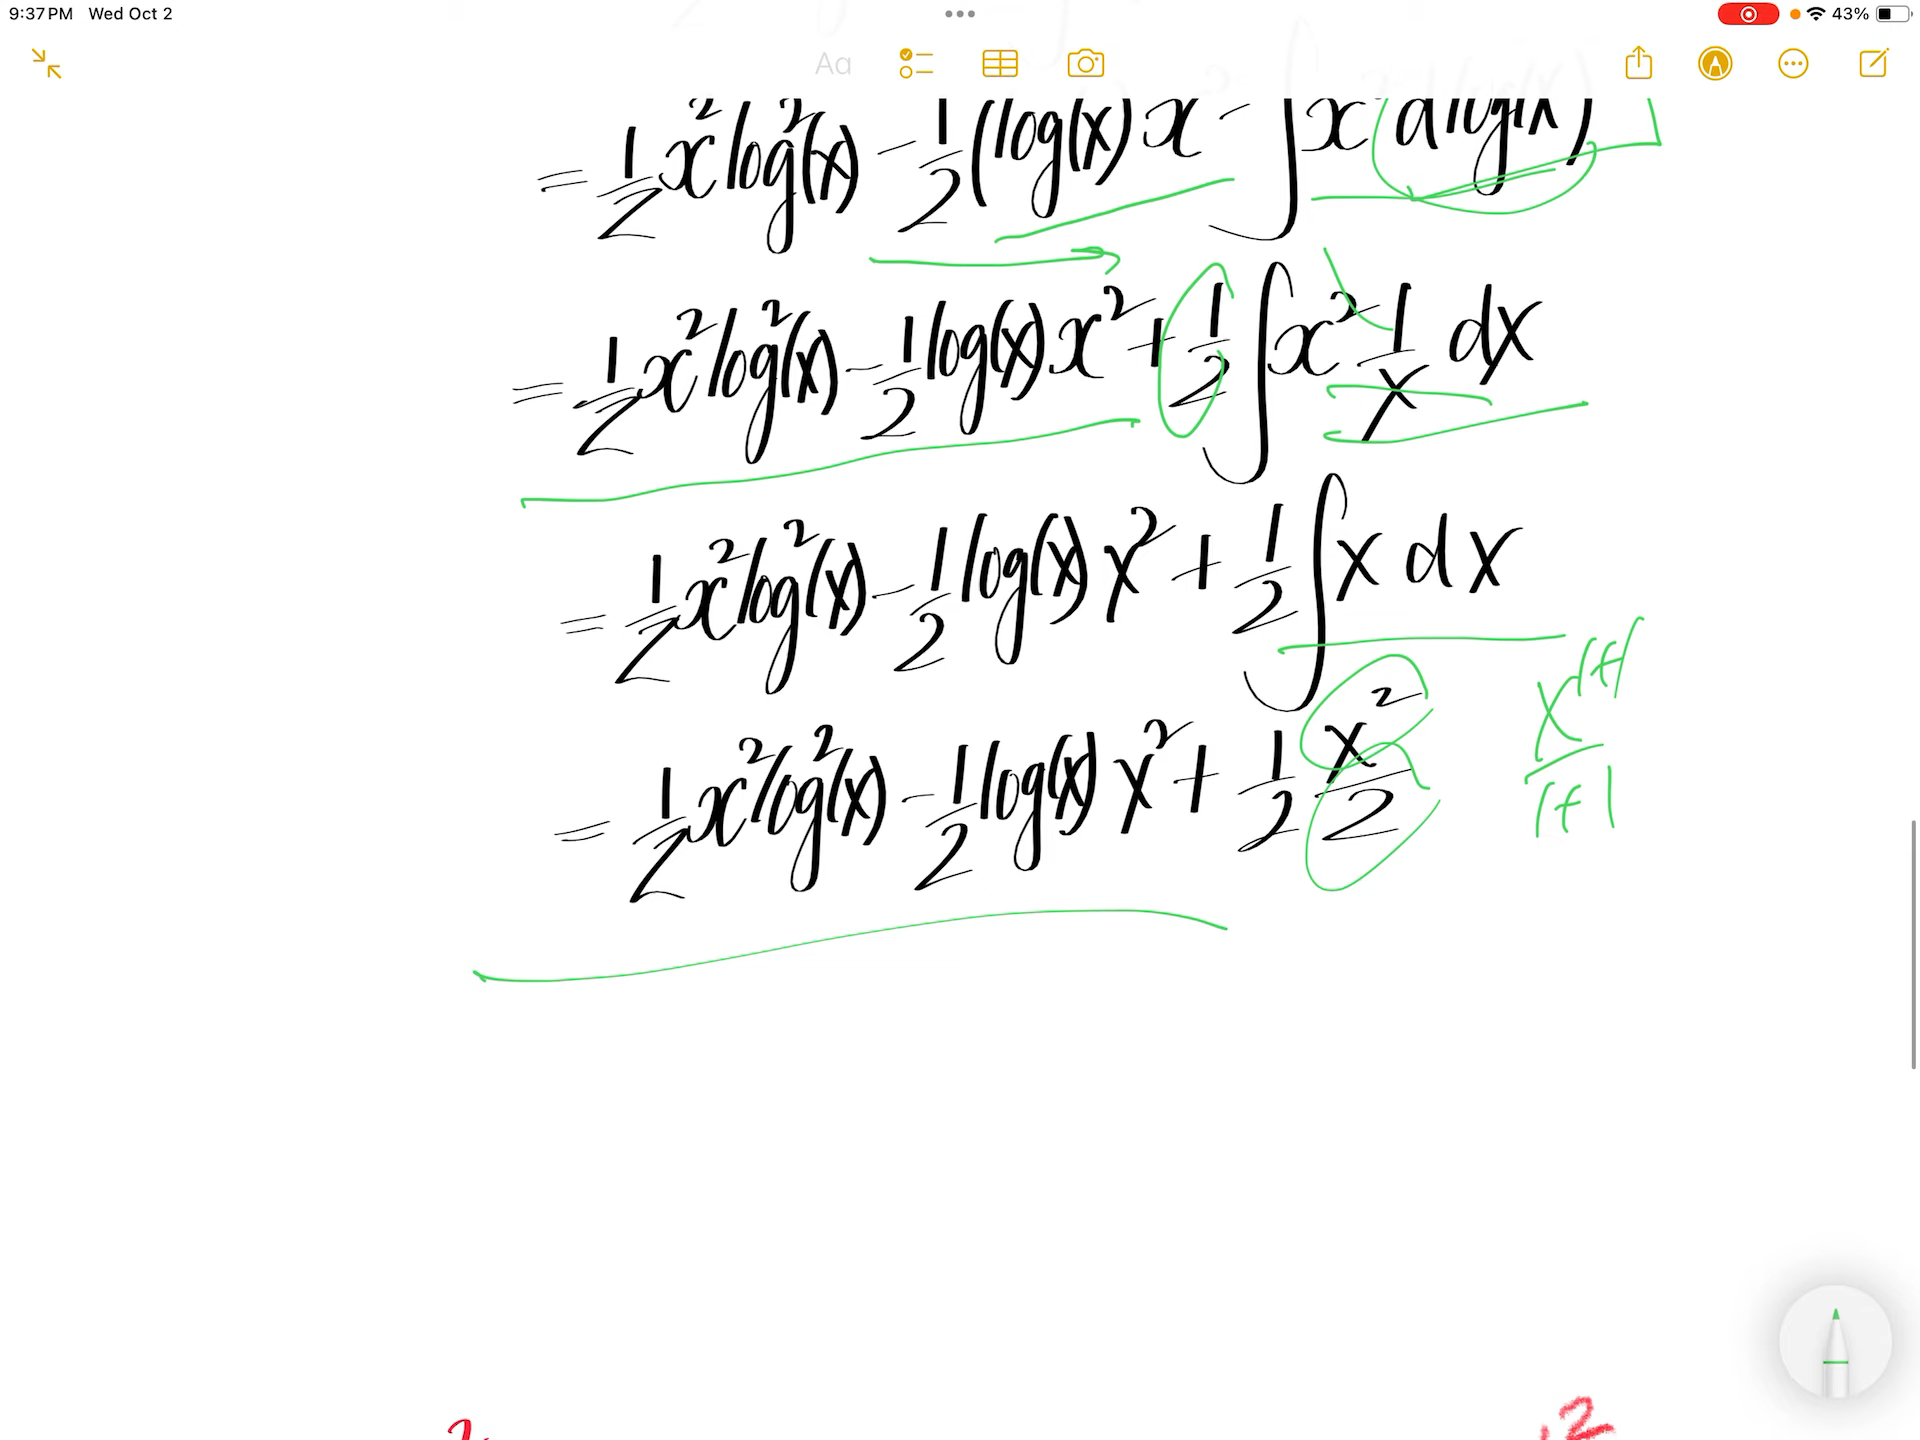 9:37 PM Wed Oct 2
43%
Aa
= 1/2 x² log²(x) - 1/2 (log(x) x² - ∫ x² d log(x))
= 1/2 x² log²(x) - 1/2 log(x) x² + 1/2 ∫ x² 1/x dx
= 1/2 x² log²(x) - 1/2 log(x) x² + 1/2 ∫ x dx
x^(1+1)/(1+1)
= 1/2 x² log²(x) - 1/2 log(x) x² + 1/2 x²/2